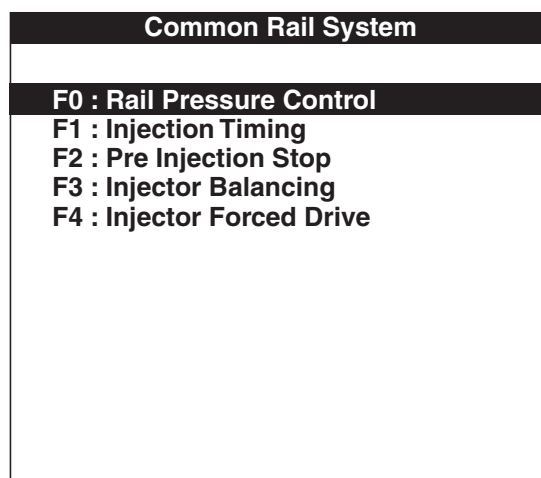 Common Rail System
F0 : Rail Pressure Control
F1 : Injection Timing
F2 : Pre Injection Stop
F3 : Injector Balancing
F4 : Injector Forced Drive